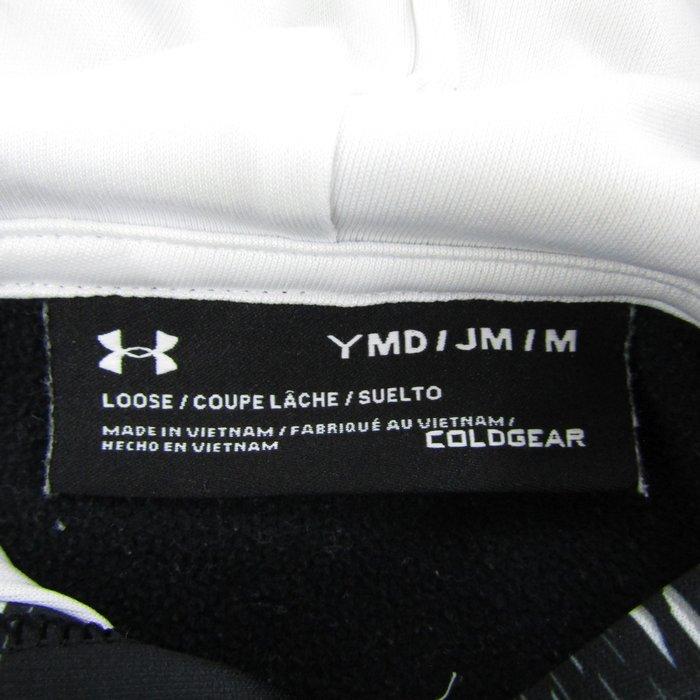 YMD / JM / M
LOOSE / COUPE LÂCHE / SUELTO
MADE IN VIETNAM / FABRIQUÉ AU VIETNAM /
HECHO EN VIETNAM
COLDGEAR